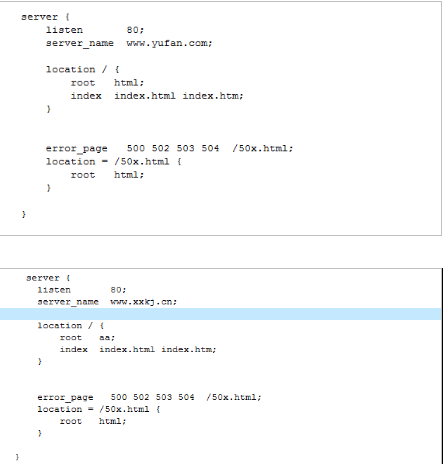 server {
listen 80;
server_name www.yufan.com;
location / {
root html;
index index.html index.htm;
}
error_page 500 502 503 504 /50x.html;
location = /50x.html {
root html;
}
}
server {
listen 80;
server_name www.xxkj.cn;
location / {
root aa;
index index.html index.htm;
}
error_page 500 502 503 504 /50x.html;
location = /50x.html {
root html;
}
}